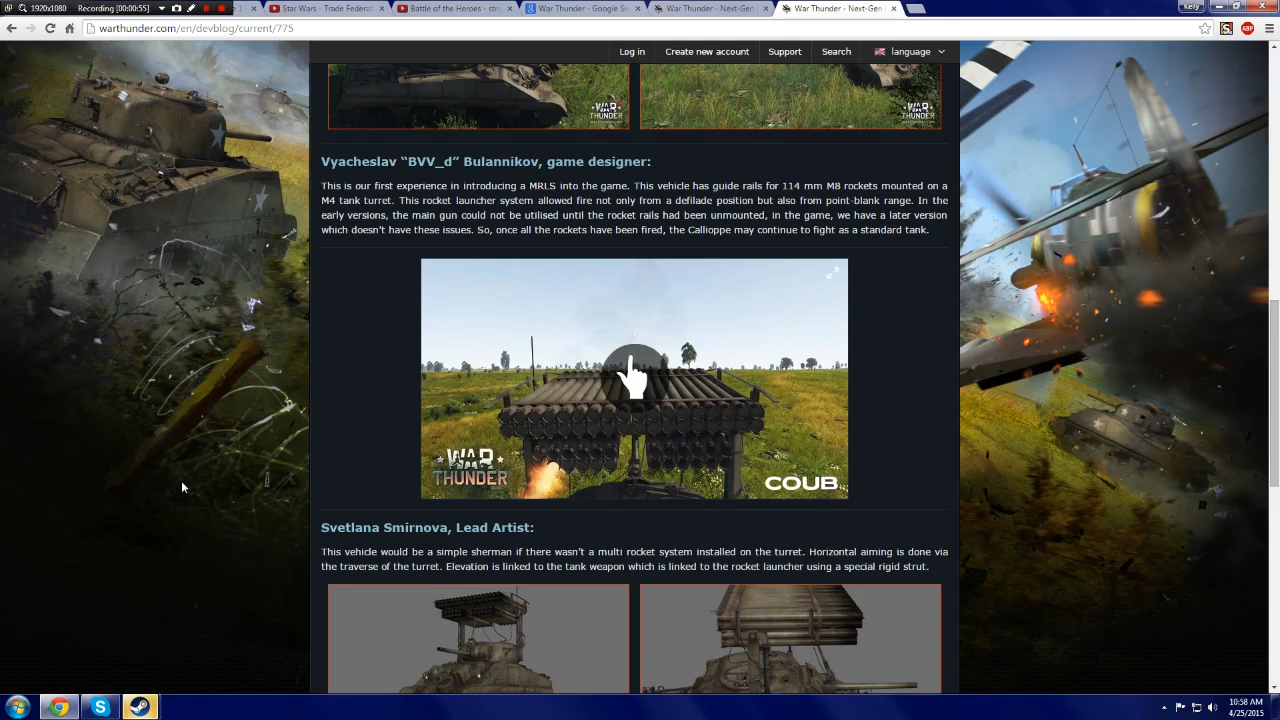 1920x1080 Recording [00:00:55]
Star Wars - Trade Federat
Battle of the Heroes - stro
War Thunder - Google Se
War Thunder - Next-Gen
War Thunder - Next-Gen
Kelly
warthunder.com/en/devblog/current/775
ABP
Log in Create new account Support Search language
WAR THUNDER
WAR THUNDER
Vyacheslav “BVV_d” Bulannikov, game designer:
This is our first experience in introducing a MRLS into the game. This vehicle has guide rails for 114 mm M8 rockets mounted on a
M4 tank turret. This rocket launcher system allowed fire not only from a defilade position but also from point-blank range. In the
early versions, the main gun could not be utilised until the rocket rails had been unmounted, in the game, we have a later version
which doesn’t have these issues. So, once all the rockets have been fired, the Callioppe may continue to fight as a standard tank.
WAR
THUNDER
COUB
Svetlana Smirnova, Lead Artist:
This vehicle would be a simple sherman if there wasn’t a multi rocket system installed on the turret. Horizontal aiming is done via
the traverse of the turret. Elevation is linked to the tank weapon which is linked to the rocket launcher using a special rigid strut.
10:58 AM
4/25/2015